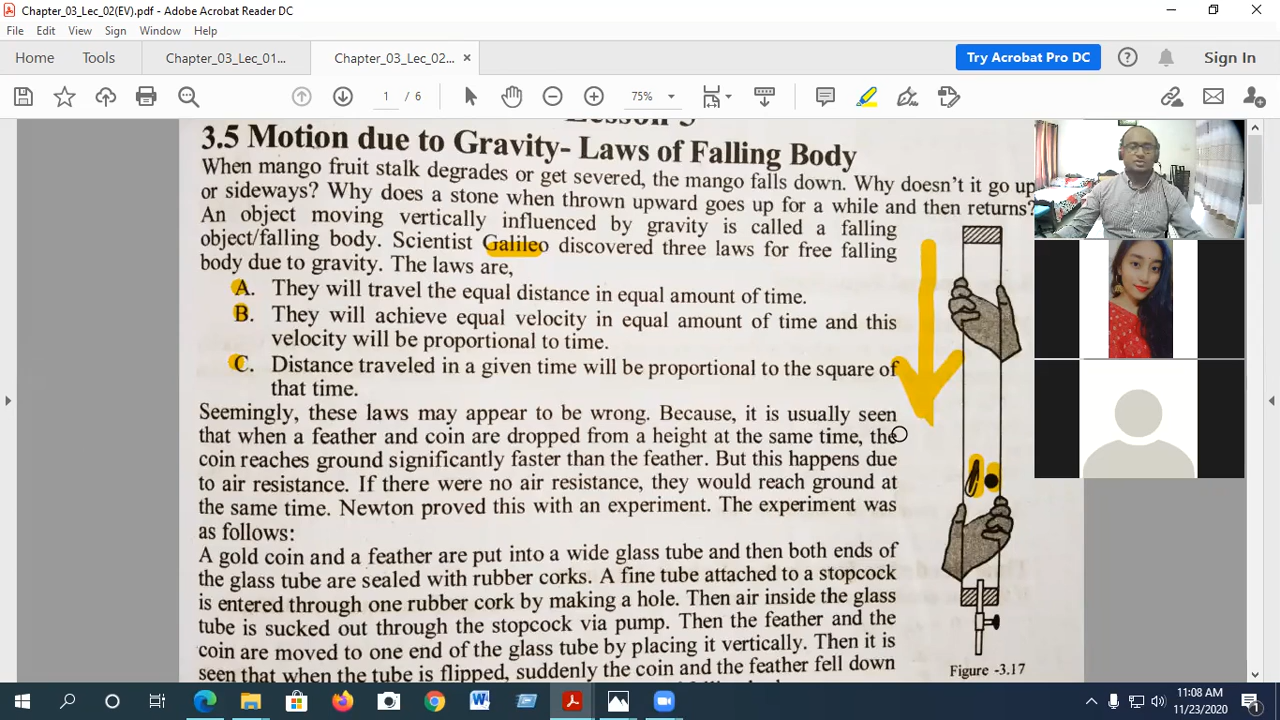 Chapter_03_Lec_02(EV).pdf - Adobe Acrobat Reader DC
File Edit View Sign Window Help
Home Tools Chapter_03_Lec_01... Chapter_03_Lec_02... × Try Acrobat Pro DC Sign In
1 / 6 75%
3.5 Motion due to Gravity- Laws of Falling Body
When mango fruit stalk degrades or get severed, the mango falls down. Why doesn't it go up
or sideways? Why does a stone when thrown upward goes up for a while and then returns?
An object moving vertically influenced by gravity is called a falling
object/falling body. Scientist Galileo discovered three laws for free falling
body due to gravity. The laws are,
A. They will travel the equal distance in equal amount of time.
B. They will achieve equal velocity in equal amount of time and this
velocity will be proportional to time.
C. Distance traveled in a given time will be proportional to the square of
that time.
Seemingly, these laws may appear to be wrong. Because, it is usually seen
that when a feather and coin are dropped from a height at the same time, the
coin reaches ground significantly faster than the feather. But this happens due
to air resistance. If there were no air resistance, they would reach ground at
the same time. Newton proved this with an experiment. The experiment was
as follows:
A gold coin and a feather are put into a wide glass tube and then both ends of
the glass tube are sealed with rubber corks. A fine tube attached to a stopcock
is entered through one rubber cork by making a hole. Then air inside the glass
tube is sucked out through the stopcock via pump. Then the feather and the
coin are moved to one end of the glass tube by placing it vertically. Then it is
seen that when the tube is flipped, suddenly the coin and the feather fell down
Figure -3.17
11:08 AM
11/23/2020